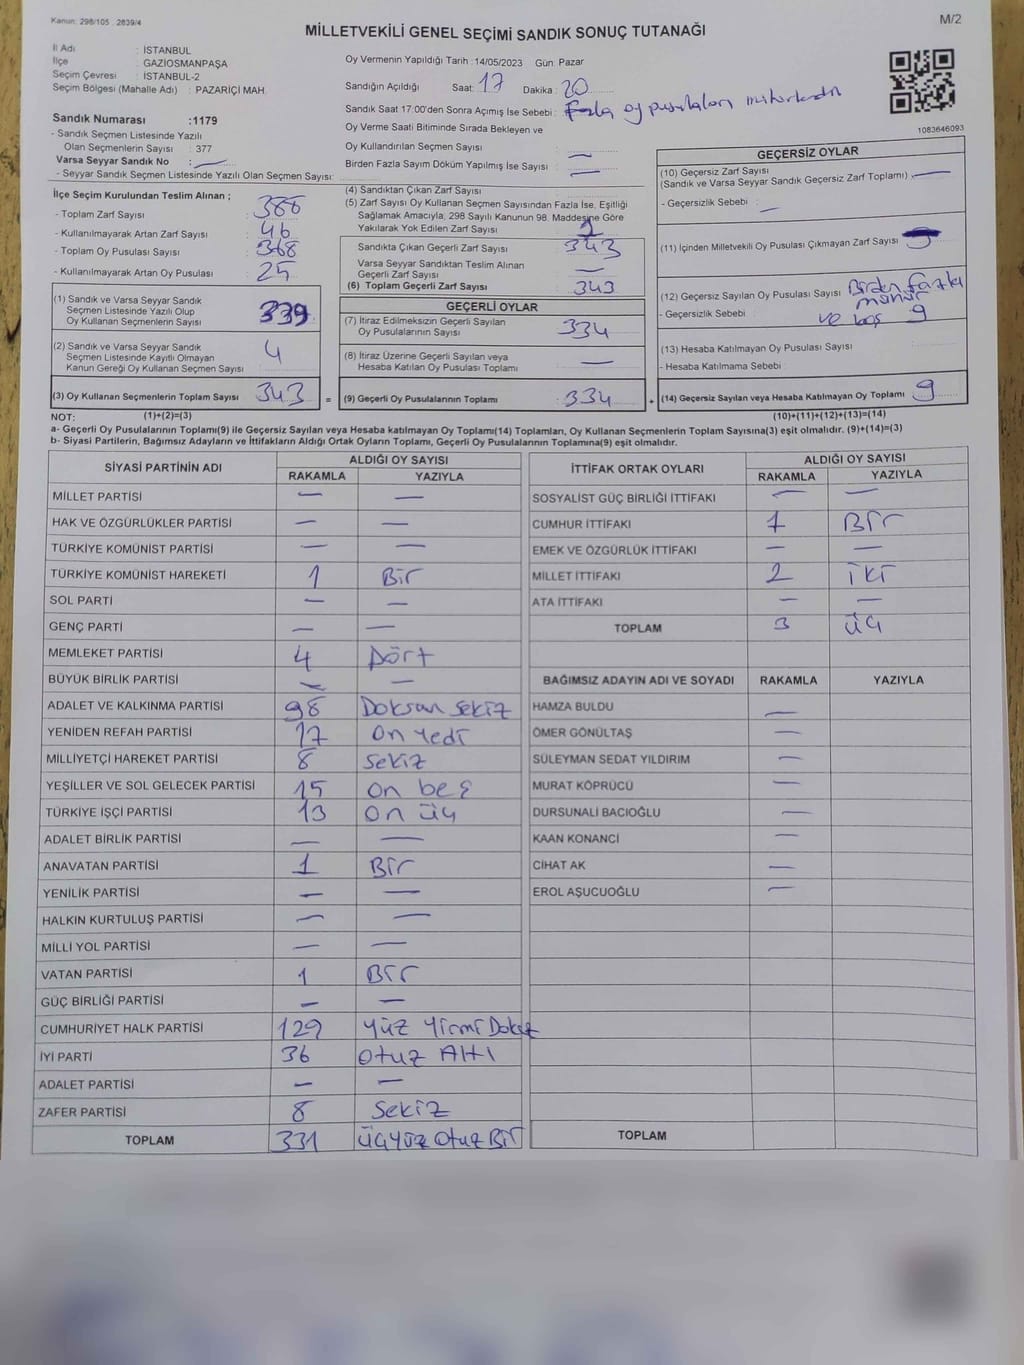 Kanun: 298/105 . 2839/4
M/2
MİLLETVEKİLİ GENEL SEÇİMİ SANDIK SONUÇ TUTANAĞI
İl Adı : İSTANBUL
İlçe : GAZİOSMANPAŞA
Seçim Çevresi : İSTANBUL-2
Seçim Bölgesi (Mahalle Adı) : PAZARİÇİ MAH.
Oy Vermenin Yapıldığı Tarih : 14/05/2023 Gün: Pazar
Sandığın Açıldığı Saat: 17 Dakika: 20
Sandık Saat 17:00'den Sonra Açılmış İse Sebebi : Fazla oy pusulaları
Oy Verme Saati Bitiminde Sırada Bekleyen ve
Oy Kullandırılan Seçmen Sayısı —
Birden Fazla Sayım Döküm Yapılmış İse Sayısı : —
1083646093
Sandık Numarası :1179
- Sandık Seçmen Listesinde Yazılı
Olan Seçmenlerin Sayısı : 377
Varsa Seyyar Sandık No : —
- Seyyar Sandık Seçmen Listesinde Yazılı Olan Seçmen Sayısı:
İlçe Seçim Kurulundan Teslim Alınan ;
- Toplam Zarf Sayısı : 386
- Kullanılmayarak Artan Zarf Sayısı : 46
- Toplam Oy Pusulası Sayısı : 368
- Kullanılmayarak Artan Oy Pusulası : 25
(1) Sandık ve Varsa Seyyar Sandık
Seçmen Listesinde Yazılı Olup
Oy Kullanan Seçmenlerin Sayısı : 339
(2) Sandık ve Varsa Seyyar Sandık
Seçmen Listesinde Kayıtlı Olmayan
Kanun Gereği Oy Kullanan Seçmen Sayısı : 4
(3) Oy Kullanan Seçmenlerin Toplam Sayısı : 343 =
(4) Sandıktan Çıkan Zarf Sayısı
(5) Zarf Sayısı Oy Kullanan Seçmen Sayısından Fazla İse, Eşitliği
Sağlamak Amacıyla; 298 Sayılı Kanunun 98. Maddesine Göre
Yakılarak Yok Edilen Zarf Sayısı :
Sandıkta Çıkan Geçerli Zarf Sayısı : 343
Varsa Seyyar Sandıktan Teslim Alınan
Geçerli Zarf Sayısı : —
(6) Toplam Geçerli Zarf Sayısı : 343
GEÇERLİ OYLAR
(7) İtiraz Edilmeksizin Geçerli Sayılan
Oy Pusulalarının Sayısı : 334
(8) İtiraz Üzerine Geçerli Sayılan veya
Hesaba Katılan Oy Pusulası Toplamı : —
(9) Geçerli Oy Pusulalarının Toplamı : 334 +
GEÇERSİZ OYLAR
(10) Geçersiz Zarf Sayısı
(Sandık ve Varsa Seyyar Sandık Geçersiz Zarf Toplamı) : —
- Geçersizlik Sebebi : —
(11) İçinden Milletvekili Oy Pusulası Çıkmayan Zarf Sayısı
(12) Geçersiz Sayılan Oy Pusulası Sayısı : Birden fazla
mühür
- Geçersizlik Sebebi : ve boş 9
(13) Hesaba Katılmayan Oy Pusulası Sayısı :
- Hesaba Katılmama Sebebi :
(14) Geçersiz Sayılan veya Hesaba Katılmayan Oy Toplamı : 9
NOT: (1)+(2)=(3) (10)+(11)+(12)+(13)=(14)
a- Geçerli Oy Pusulalarının Toplamı(9) ile Geçersiz Sayılan veya Hesaba katılmayan Oy Toplamı(14) Toplamları, Oy Kullanan Seçmenlerin Toplam Sayısına(3) eşit olmalıdır. (9)+(14)=(3)
b- Siyasi Partilerin, Bağımsız Adayların ve İttifakların Aldığı Ortak Oyların Toplamı, Geçerli Oy Pusulalarının Toplamına(9) eşit olmalıdır.
SİYASİ PARTİNİN ADI ALDIĞI OY SAYISI
RAKAMLA YAZIYLA
MİLLET PARTİSİ — —
HAK VE ÖZGÜRLÜKLER PARTİSİ — —
TÜRKİYE KOMÜNİST PARTİSİ — —
TÜRKİYE KOMÜNİST HAREKETİ 1 Bir
SOL PARTİ — —
GENÇ PARTİ — —
MEMLEKET PARTİSİ 4 Dört
BÜYÜK BİRLİK PARTİSİ — —
ADALET VE KALKINMA PARTİSİ 98 Doksan Sekiz
YENİDEN REFAH PARTİSİ 17 On Yedi
MİLLİYETÇİ HAREKET PARTİSİ 8 Sekiz
YEŞİLLER VE SOL GELECEK PARTİSİ 15 On beş
TÜRKİYE İŞÇİ PARTİSİ 13 On üç
ADALET BİRLİK PARTİSİ — —
ANAVATAN PARTİSİ 1 Bir
YENİLİK PARTİSİ — —
HALKIN KURTULUŞ PARTİSİ — —
MİLLİ YOL PARTİSİ — —
VATAN PARTİSİ 1 Bir
GÜÇ BİRLİĞİ PARTİSİ — —
CUMHURİYET HALK PARTİSİ 129 Yüz Yirmi Dokuz
İYİ PARTİ 36 Otuz Altı
ADALET PARTİSİ — —
ZAFER PARTİSİ 8 Sekiz
TOPLAM 331 Üçyüz Otuz Bir
İTTİFAK ORTAK OYLARI ALDIĞI OY SAYISI
RAKAMLA YAZIYLA
SOSYALİST GÜÇ BİRLİĞİ İTTİFAKI — —
CUMHUR İTTİFAKI 1 Bir
EMEK VE ÖZGÜRLÜK İTTİFAKI — —
MİLLET İTTİFAKI 2 İki
ATA İTTİFAKI — —
TOPLAM 3 üç
BAĞIMSIZ ADAYIN ADI VE SOYADI RAKAMLA YAZIYLA
HAMZA BULDU —
ÖMER GÖNÜLTAŞ —
SÜLEYMAN SEDAT YILDIRIM —
MURAT KÖPRÜCÜ —
DURSUNALİ BACIOĞLU —
KAAN KONANCİ —
CİHAT AK —
EROL AŞUCUOĞLU —
TOPLAM